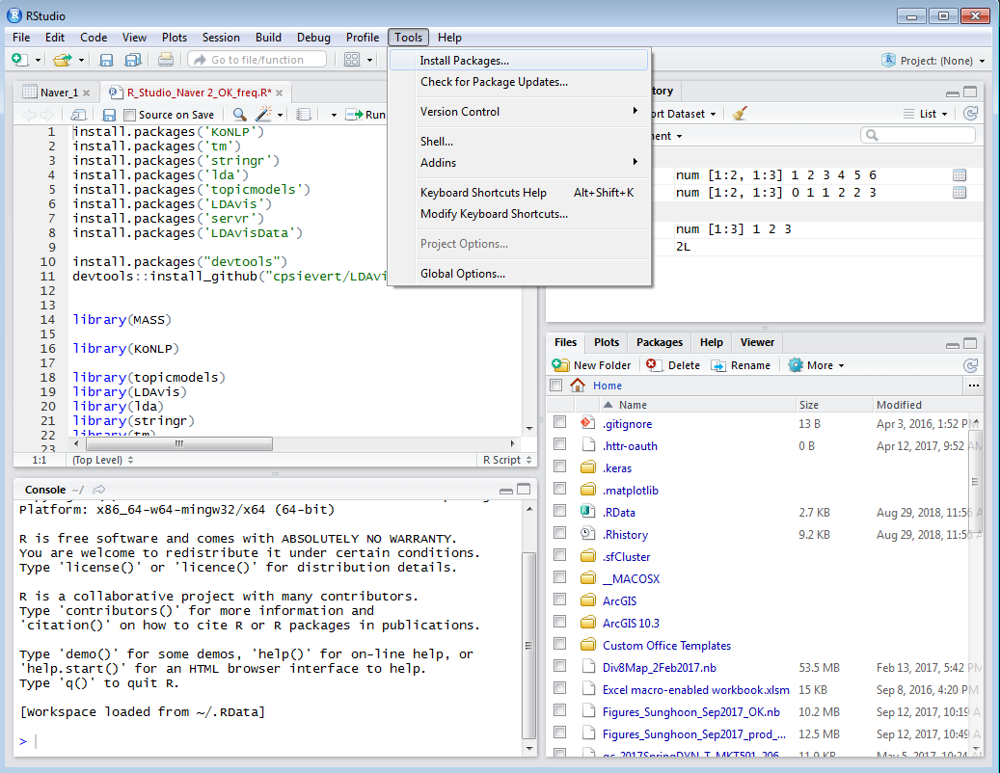 RStudio
File Edit Code View Plots Session Build Debug Profile Tools Help
Go to file/function
Project: (None)
Install Packages...
Check for Package Updates...
Version Control
Shell...
Addins
Keyboard Shortcuts Help Alt+Shift+K
Modify Keyboard Shortcuts...
Project Options...
Global Options...
Naver_1
R_Studio_Naver 2_OK_freq.R*
Source on Save
Run
1 install.packages('KoNLP')
2 install.packages('tm')
3 install.packages('stringr')
4 install.packages('lda')
5 install.packages('topicmodels')
6 install.packages('LDAvis')
7 install.packages('servr')
8 install.packages('LDAvisData')
9
10 install.packages("devtools")
11 devtools::install_github("cpsievert/LDAvi
12
13
14 library(MASS)
15
16 library(KoNLP)
17
18 library(topicmodels)
19 library(LDAvis)
20 library(lda)
21 library(stringr)
22 library(tm)
23
1:1 (Top Level) R Script
Console ~/
Platform: x86_64-w64-mingw32/x64 (64-bit)
R is free software and comes with ABSOLUTELY NO WARRANTY.
You are welcome to redistribute it under certain conditions.
Type 'license()' or 'licence()' for distribution details.
R is a collaborative project with many contributors.
Type 'contributors()' for more information and
'citation()' on how to cite R or R packages in publications.
Type 'demo()' for some demos, 'help()' for on-line help, or
'help.start()' for an HTML browser interface to help.
Type 'q()' to quit R.
[Workspace loaded from ~/.RData]
>
tory
ort Dataset
List
ment
num [1:2, 1:3] 1 2 3 4 5 6
num [1:2, 1:3] 0 1 1 2 2 3
num [1:3] 1 2 3
2L
Files Plots Packages Help Viewer
New Folder Delete Rename More
Home
Name Size Modified
.gitignore 13 B Apr 3, 2016, 1:52 PM
.httr-oauth 0 B Apr 12, 2017, 9:52 AM
.keras
.matplotlib
.RData 2.7 KB Aug 29, 2018, 11:56 A
.Rhistory 9.2 KB Aug 29, 2018, 11:56 A
.sfCluster
__MACOSX
ArcGIS
ArcGIS 10.3
Custom Office Templates
Div8Map_2Feb2017.nb 53.5 MB Feb 13, 2017, 5:42 PM
Excel macro-enabled workbook.xlsm 15 KB Sep 8, 2016, 4:20 PM
Figures_Sunghoon_Sep2017_OK.nb 10.2 MB Sep 12, 2017, 10:19 A
Figures_Sunghoon_Sep2017_prod_... 12.5 MB Sep 12, 2017, 10:49 A
11.9 KB May 5, 2017, 10:24 A